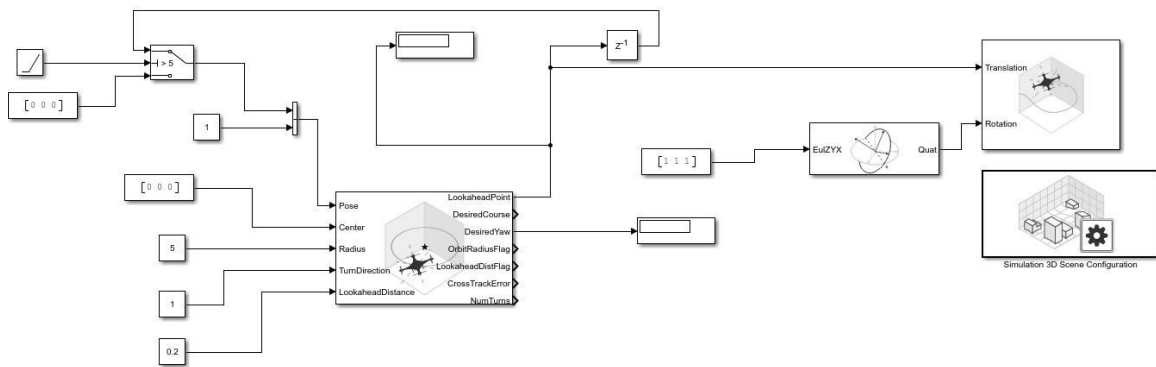 z-1
> 5
Translation
[0 0 0]
1
Rotation
EulZYX
Quat
[1 1 1]
[0 0 0]
LookaheadPoint
Pose
DesiredCourse
Center
DesiredYaw
5
Radius
OrbitRadiusFlag
TurnDirection
LookaheadDistFlag
CrossTrackError
LookaheadDistance
NumTurns
1
0.2
Simulation 3D Scene Configuration